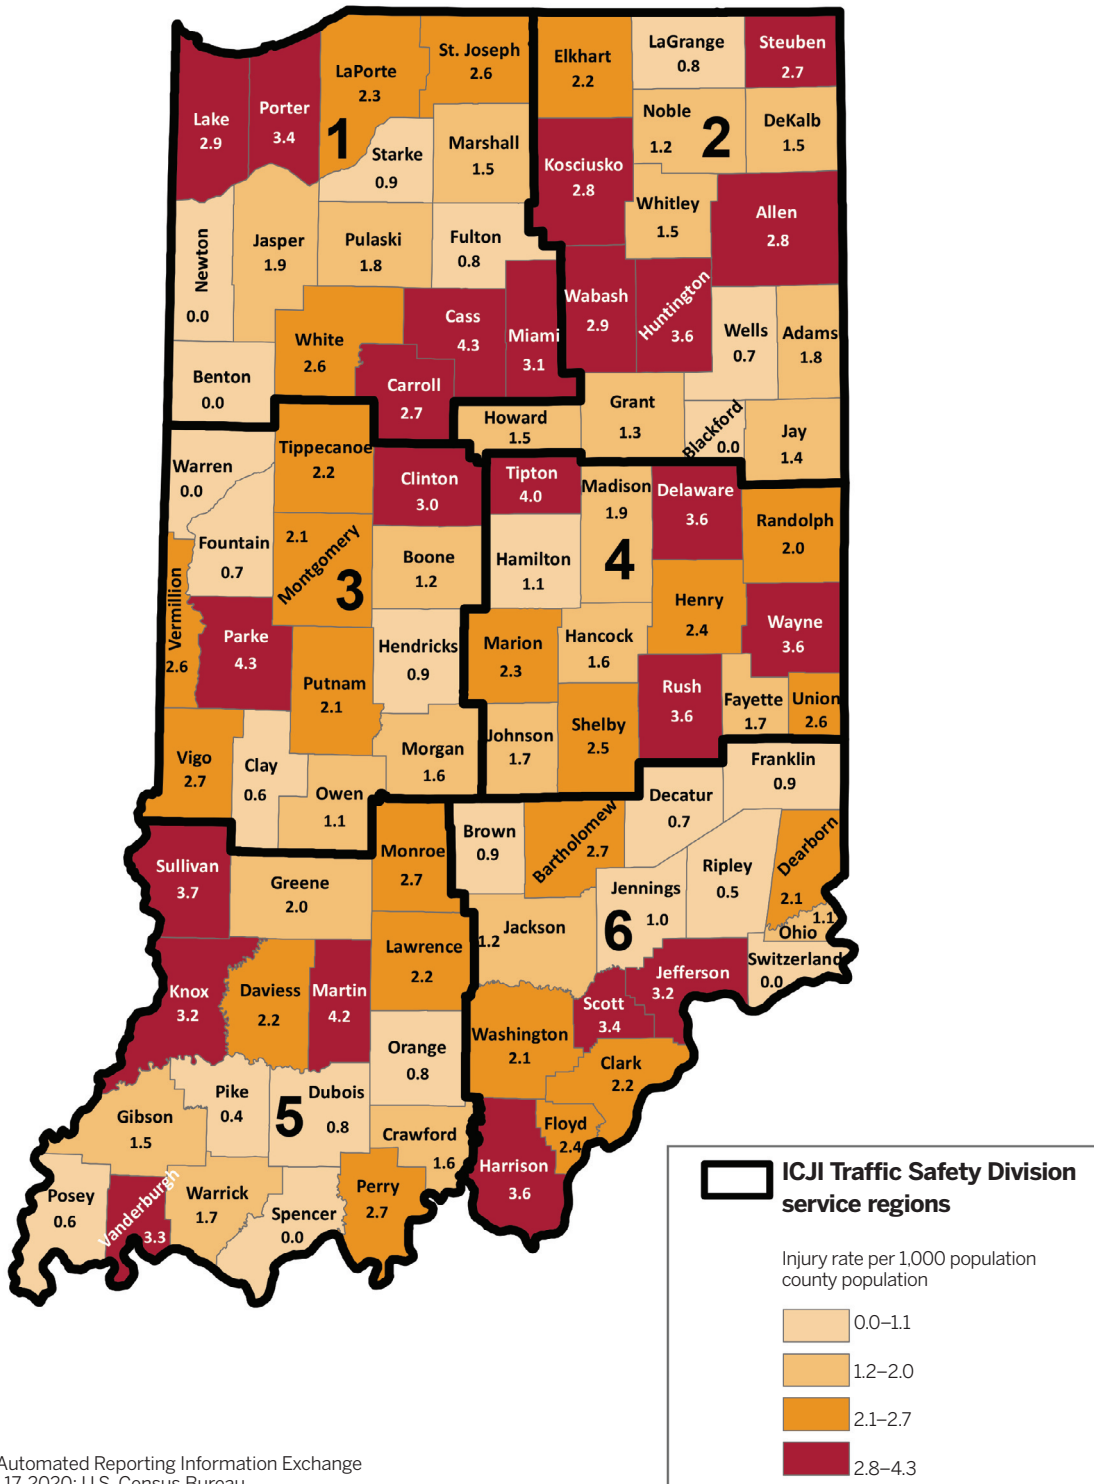 LaPorte
2.3
St. Joseph
2.6
Elkhart
2.2
LaGrange
0.8
Steuben
2.7
Lake
2.9
Porter
3.4
1
Starke
0.9
Marshall
1.5
Noble
1.2
2
DeKalb
1.5
Kosciusko
2.8
Whitley
1.5
Allen
2.8
Newton
0.0
Jasper
1.9
Pulaski
1.8
Fulton
0.8
White
2.6
Cass
4.3
Miami
3.1
Wabash
2.9
Huntington
3.6
Wells
0.7
Adams
1.8
Benton
0.0
Carroll
2.7
Howard
1.5
Grant
1.3
Blackford
0.0
Jay
1.4
Warren
0.0
Tippecanoe
2.2
Clinton
3.0
Tipton
4.0
Madison
1.9
Delaware
3.6
Randolph
2.0
Fountain
0.7
2.1
Montgomery
3
Boone
1.2
Hamilton
1.1
4
Henry
2.4
Wayne
3.6
Vermillion
2.6
Parke
4.3
Putnam
2.1
Hendricks
0.9
Marion
2.3
Hancock
1.6
Rush
3.6
Fayette
1.7
Union
2.6
Vigo
2.7
Clay
0.6
Owen
1.1
Morgan
1.6
Johnson
1.7
Shelby
2.5
Franklin
0.9
Decatur
0.7
Sullivan
3.7
Greene
2.0
Monroe
2.7
Brown
0.9
Bartholomew
2.7
Jennings
1.0
Ripley
0.5
Dearborn
2.1
1.1
Ohio
Switzerland
0.0
Jackson
1.2
6
Jefferson
3.2
Scott
3.4
Lawrence
2.2
Knox
3.2
Daviess
2.2
Martin
4.2
Orange
0.8
Washington
2.1
Clark
2.2
Gibson
1.5
Pike
0.4
5
Dubois
0.8
Crawford
1.6
Floyd
2.4
Harrison
3.6
Posey
0.6
Vanderburgh
3.3
Warrick
1.7
Spencer
0.0
Perry
2.7
ICJI Traffic Safety Division
service regions
Injury rate per 1,000 population
county population
0.0–1.1
1.2–2.0
2.1–2.7
2.8–4.3
Automated Reporting Information Exchange
17, 2020; U.S. Census Bureau